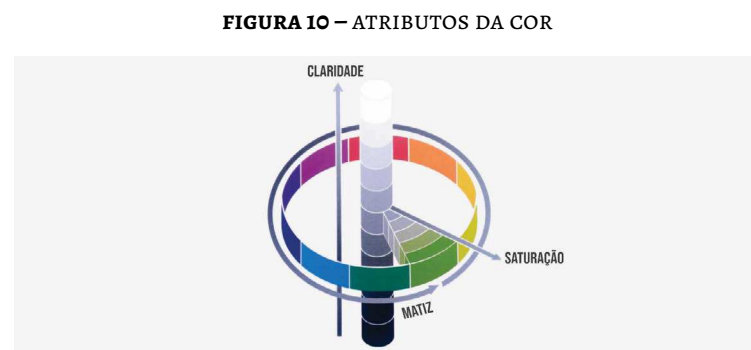 FIGURA 10 – ATRIBUTOS DA COR
CLARIDADE
SATURAÇÃO
MATIZ